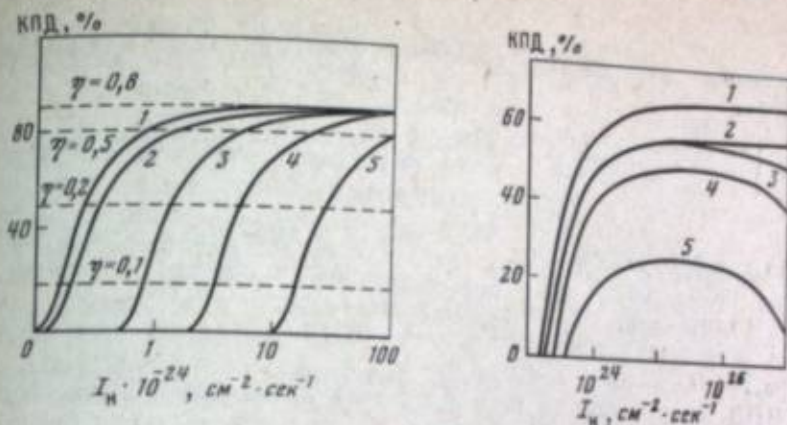 КПД, %
η=0,8
80
η=0,5
η=0,2
40
η=0,1
1 2 3 4 5
0 1 10 100
I_н · 10^-24, см^-2 · сек^-1
КПД, %
60
40
20
0
1
2
3
4
5
10^24 10^26
I_н, см^-2 · сек^-1